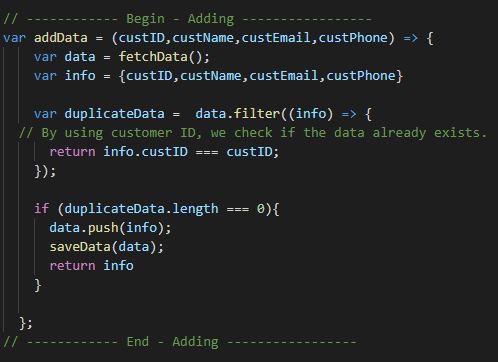 // ------------ Begin - Adding -----------------
var addData = (custID,custName,custEmail,custPhone) => {
var data = fetchData();
var info = {custID,custName,custEmail,custPhone}
var duplicateData =  data.filter((info) => {
// By using customer ID, we check if the data already exists.
return info.custID === custID;
});
if (duplicateData.length === 0){
data.push(info);
saveData(data);
return info
}
};
// ------------ End - Adding -----------------